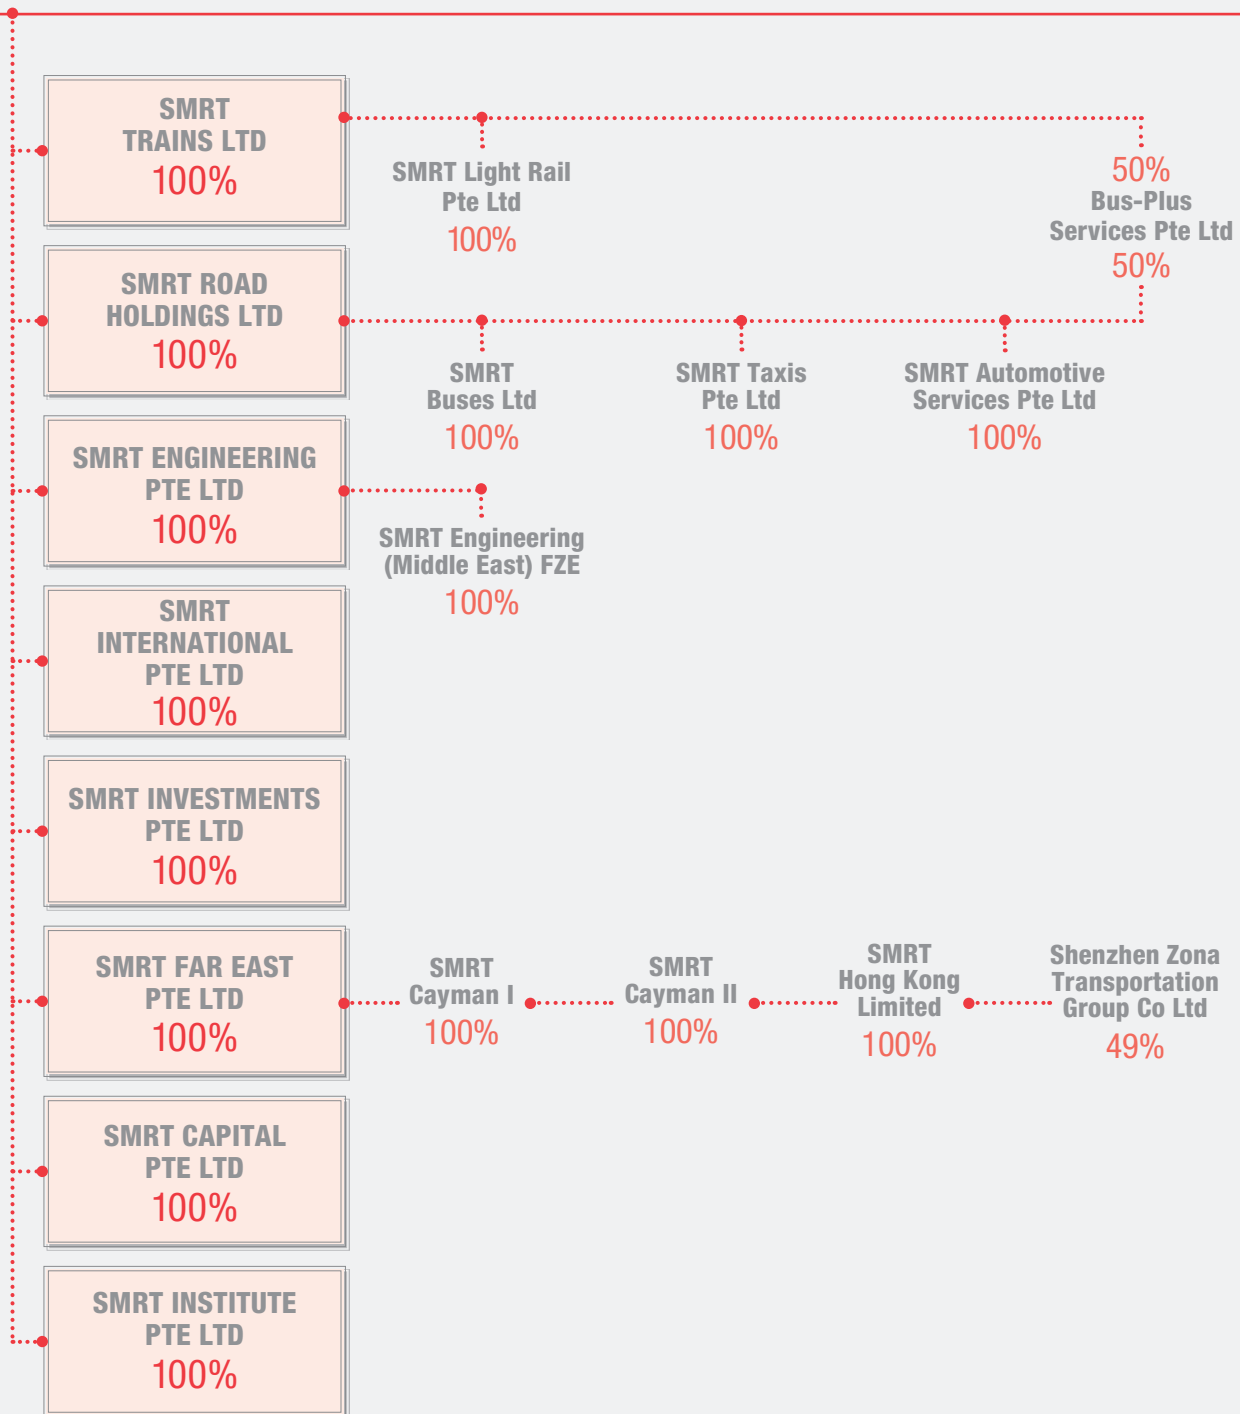 SMRT
TRAINS LTD
100%
SMRT Light Rail
Pte Ltd
100%
50%
Bus-Plus
Services Pte Ltd
50%
SMRT ROAD
HOLDINGS LTD
100%
SMRT
Buses Ltd
100%
SMRT Taxis
Pte Ltd
100%
SMRT Automotive
Services Pte Ltd
100%
SMRT ENGINEERING
PTE LTD
100%
SMRT Engineering
(Middle East) FZE
100%
SMRT
INTERNATIONAL
PTE LTD
100%
SMRT INVESTMENTS
PTE LTD
100%
SMRT FAR EAST
PTE LTD
100%
SMRT
Cayman I
100%
SMRT
Cayman II
100%
SMRT
Hong Kong
Limited
100%
Shenzhen Zona
Transportation
Group Co Ltd
49%
SMRT CAPITAL
PTE LTD
100%
SMRT INSTITUTE
PTE LTD
100%